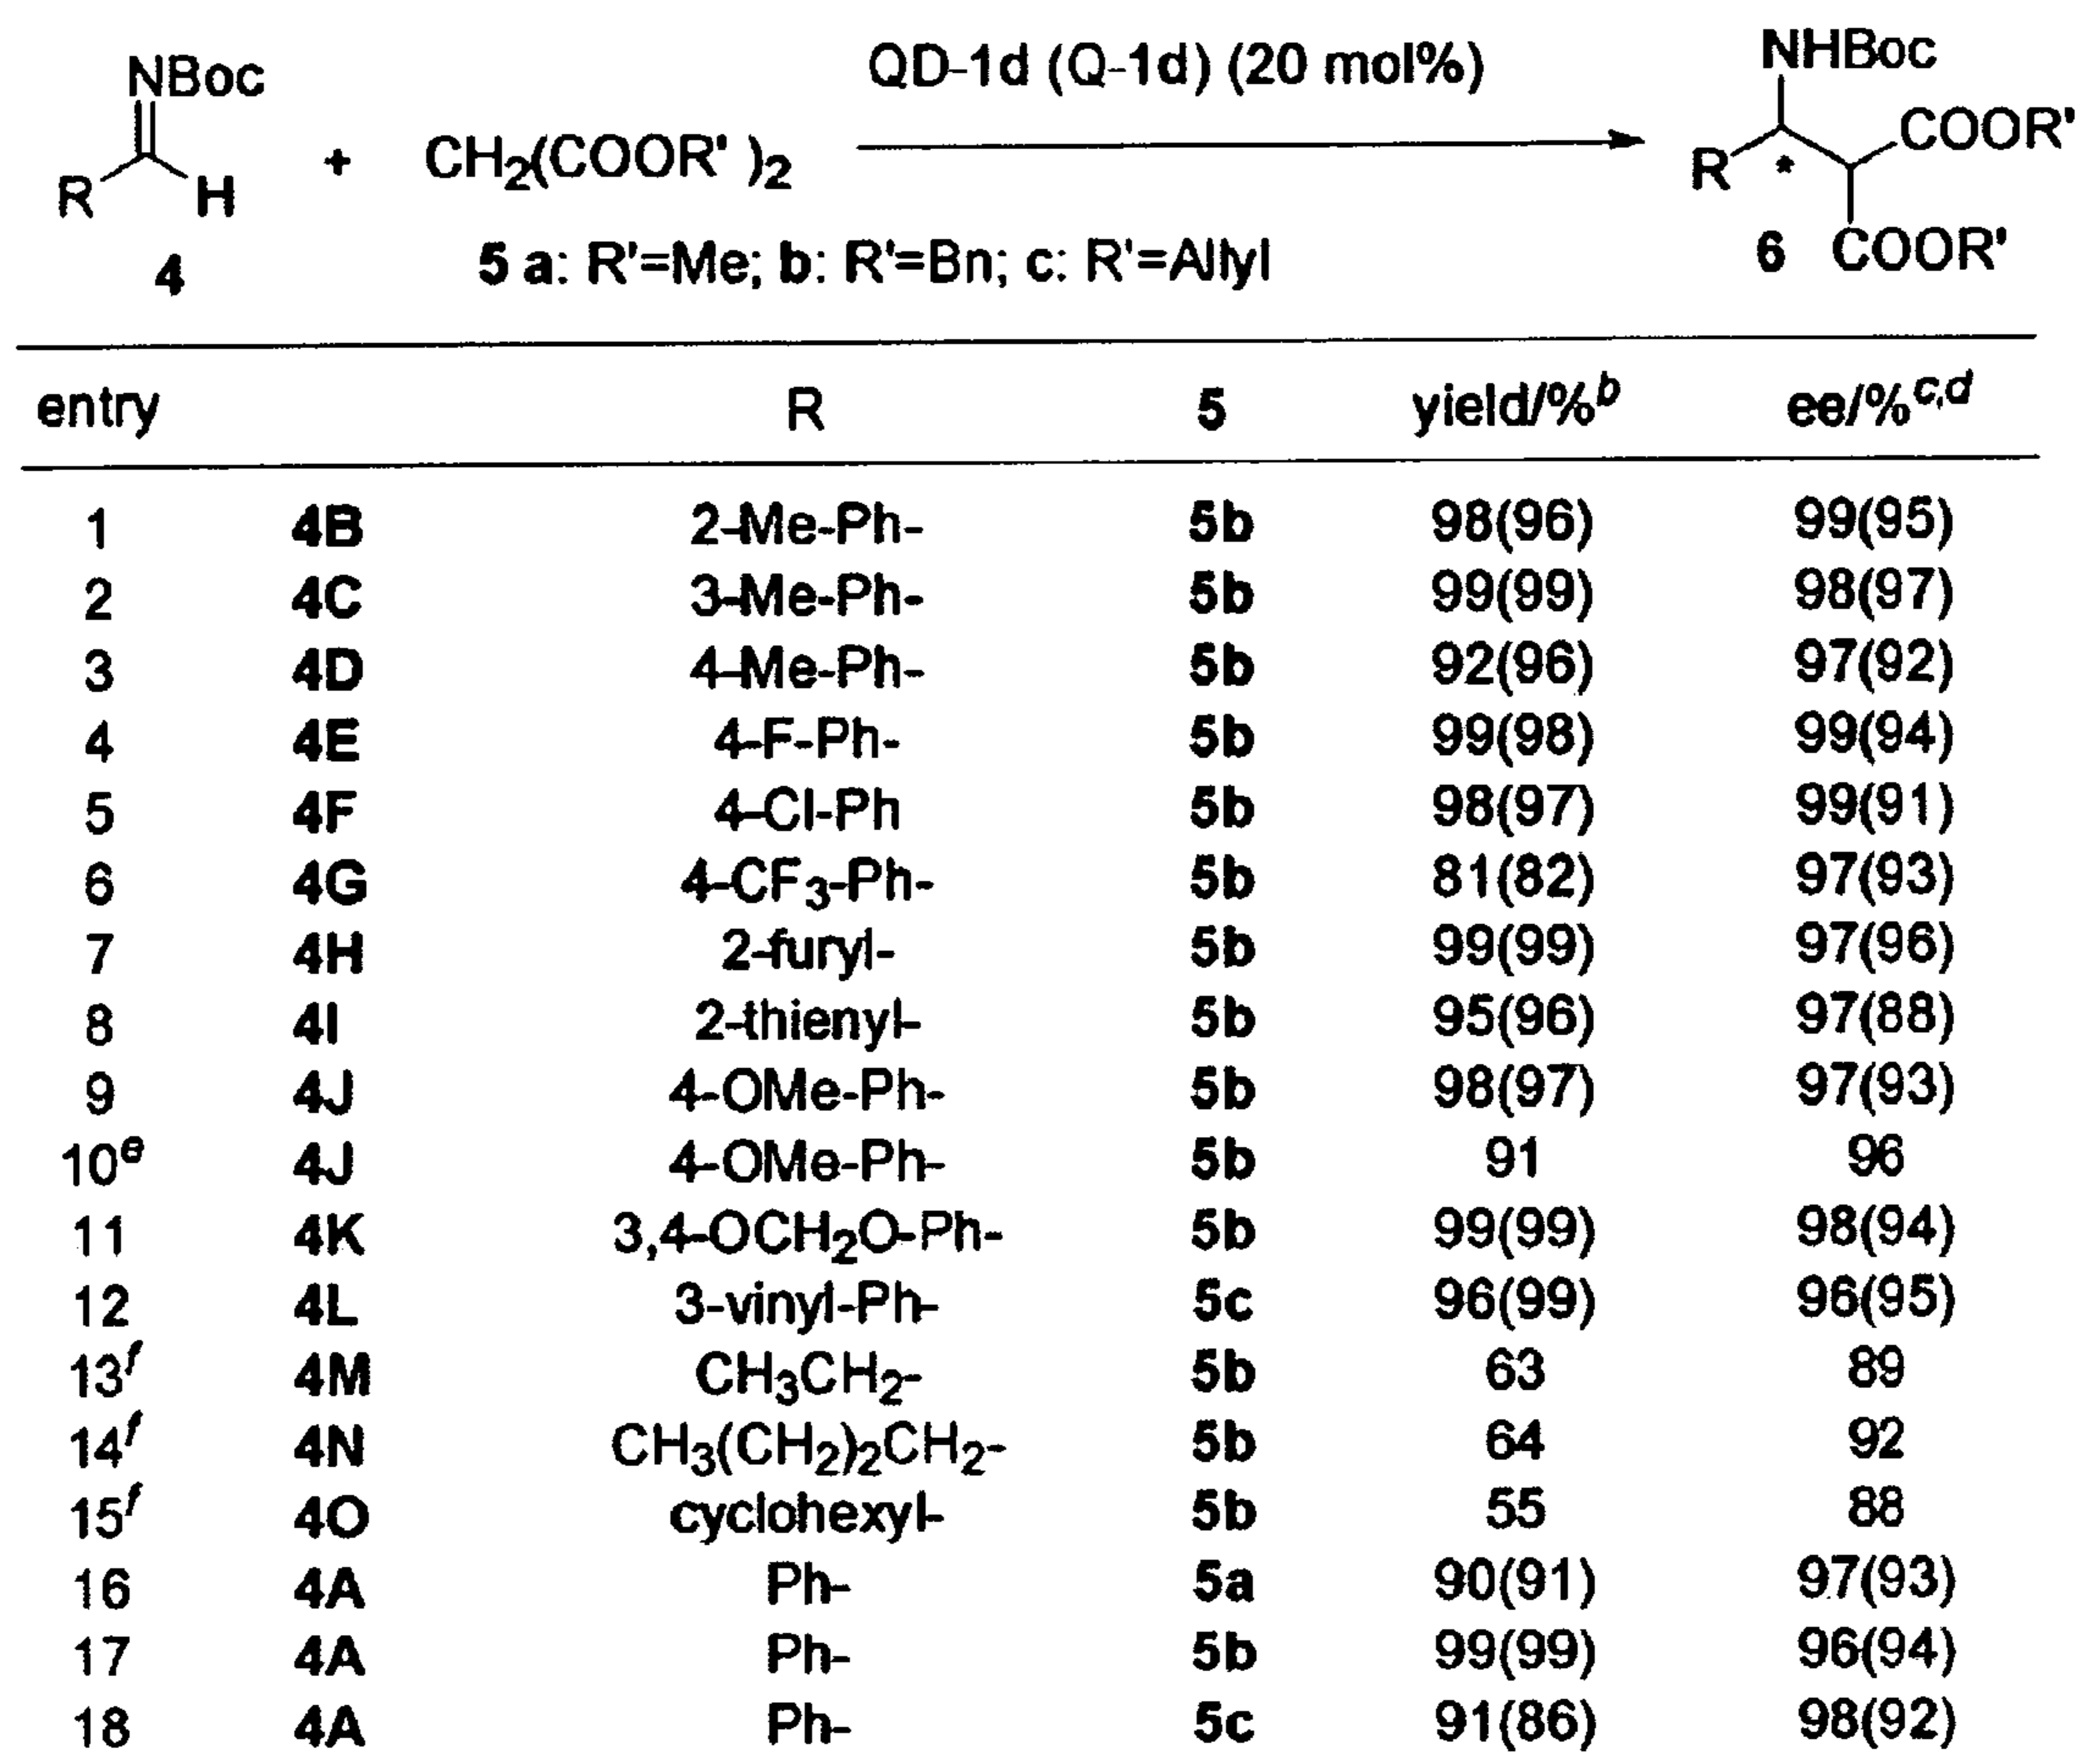 NBoc
R
H
4
+
CH2(COOR')2
5 a: R'=Me; b: R'=Bn; c: R'=Allyl
QD-1d (Q-1d) (20 mol%)
NHBoc
R
*
COOR'
COOR'
6
entry R 5 yield/%b ee/%c,d
1 4B 2-Me-Ph- 5b 98(96) 99(95)
2 4C 3-Me-Ph- 5b 99(99) 98(97)
3 4D 4-Me-Ph- 5b 92(96) 97(92)
4 4E 4-F-Ph- 5b 99(98) 99(94)
5 4F 4-Cl-Ph 5b 98(97) 99(91)
6 4G 4-CF3-Ph- 5b 81(82) 97(93)
7 4H 2-furyl- 5b 99(99) 97(96)
8 4I 2-thienyl- 5b 95(96) 97(88)
9 4J 4-OMe-Ph- 5b 98(97) 97(93)
10e 4J 4-OMe-Ph- 5b 91 96
11 4K 3,4-OCH2O-Ph- 5b 99(99) 98(94)
12 4L 3-vinyl-Ph- 5c 96(99) 96(95)
13f 4M CH3CH2- 5b 63 89
14f 4N CH3(CH2)2CH2- 5b 64 92
15f 4O cyclohexyl- 5b 55 88
16 4A Ph- 5a 90(91) 97(93)
17 4A Ph- 5b 99(99) 96(94)
18 4A Ph- 5c 91(86) 98(92)